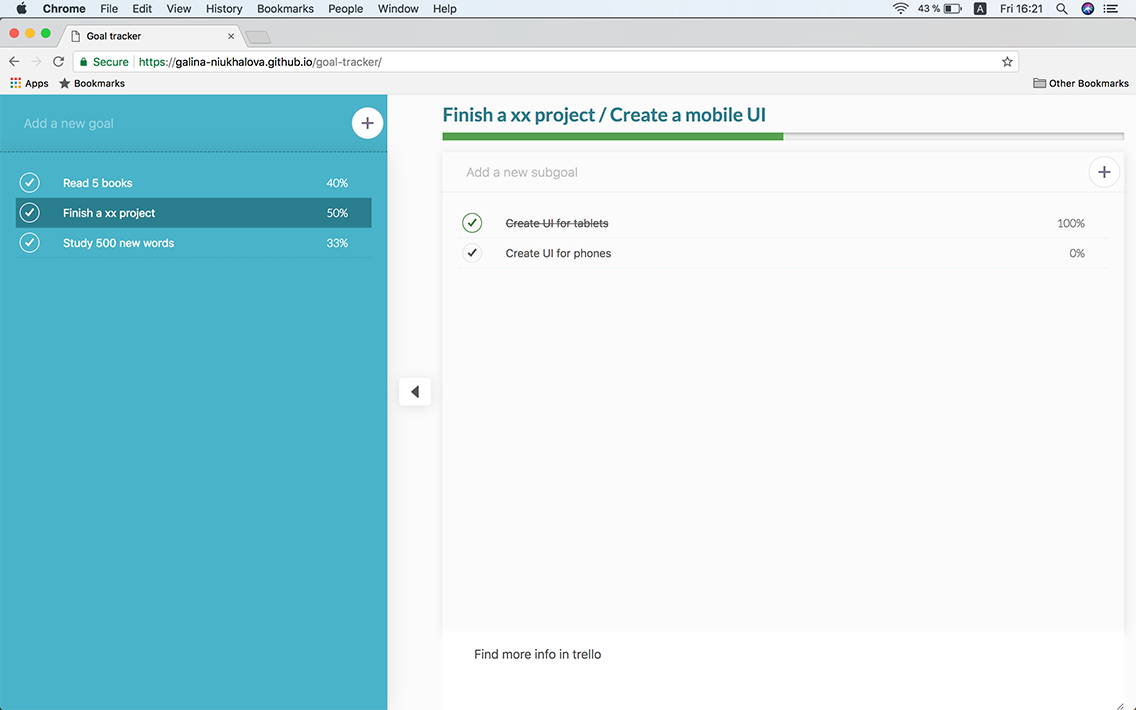 Chrome File Edit View History Bookmarks People Window Help 43 % A Fri 16:21
Goal tracker
Secure https://galina-niukhalova.github.io/goal-tracker/
Apps Bookmarks Other Bookmarks
Add a new goal
Read 5 books 40%
Finish a xx project 50%
Study 500 new words 33%
Finish a xx project / Create a mobile UI
Add a new subgoal
Create UI for tablets 100%
Create UI for phones 0%
Find more info in trello